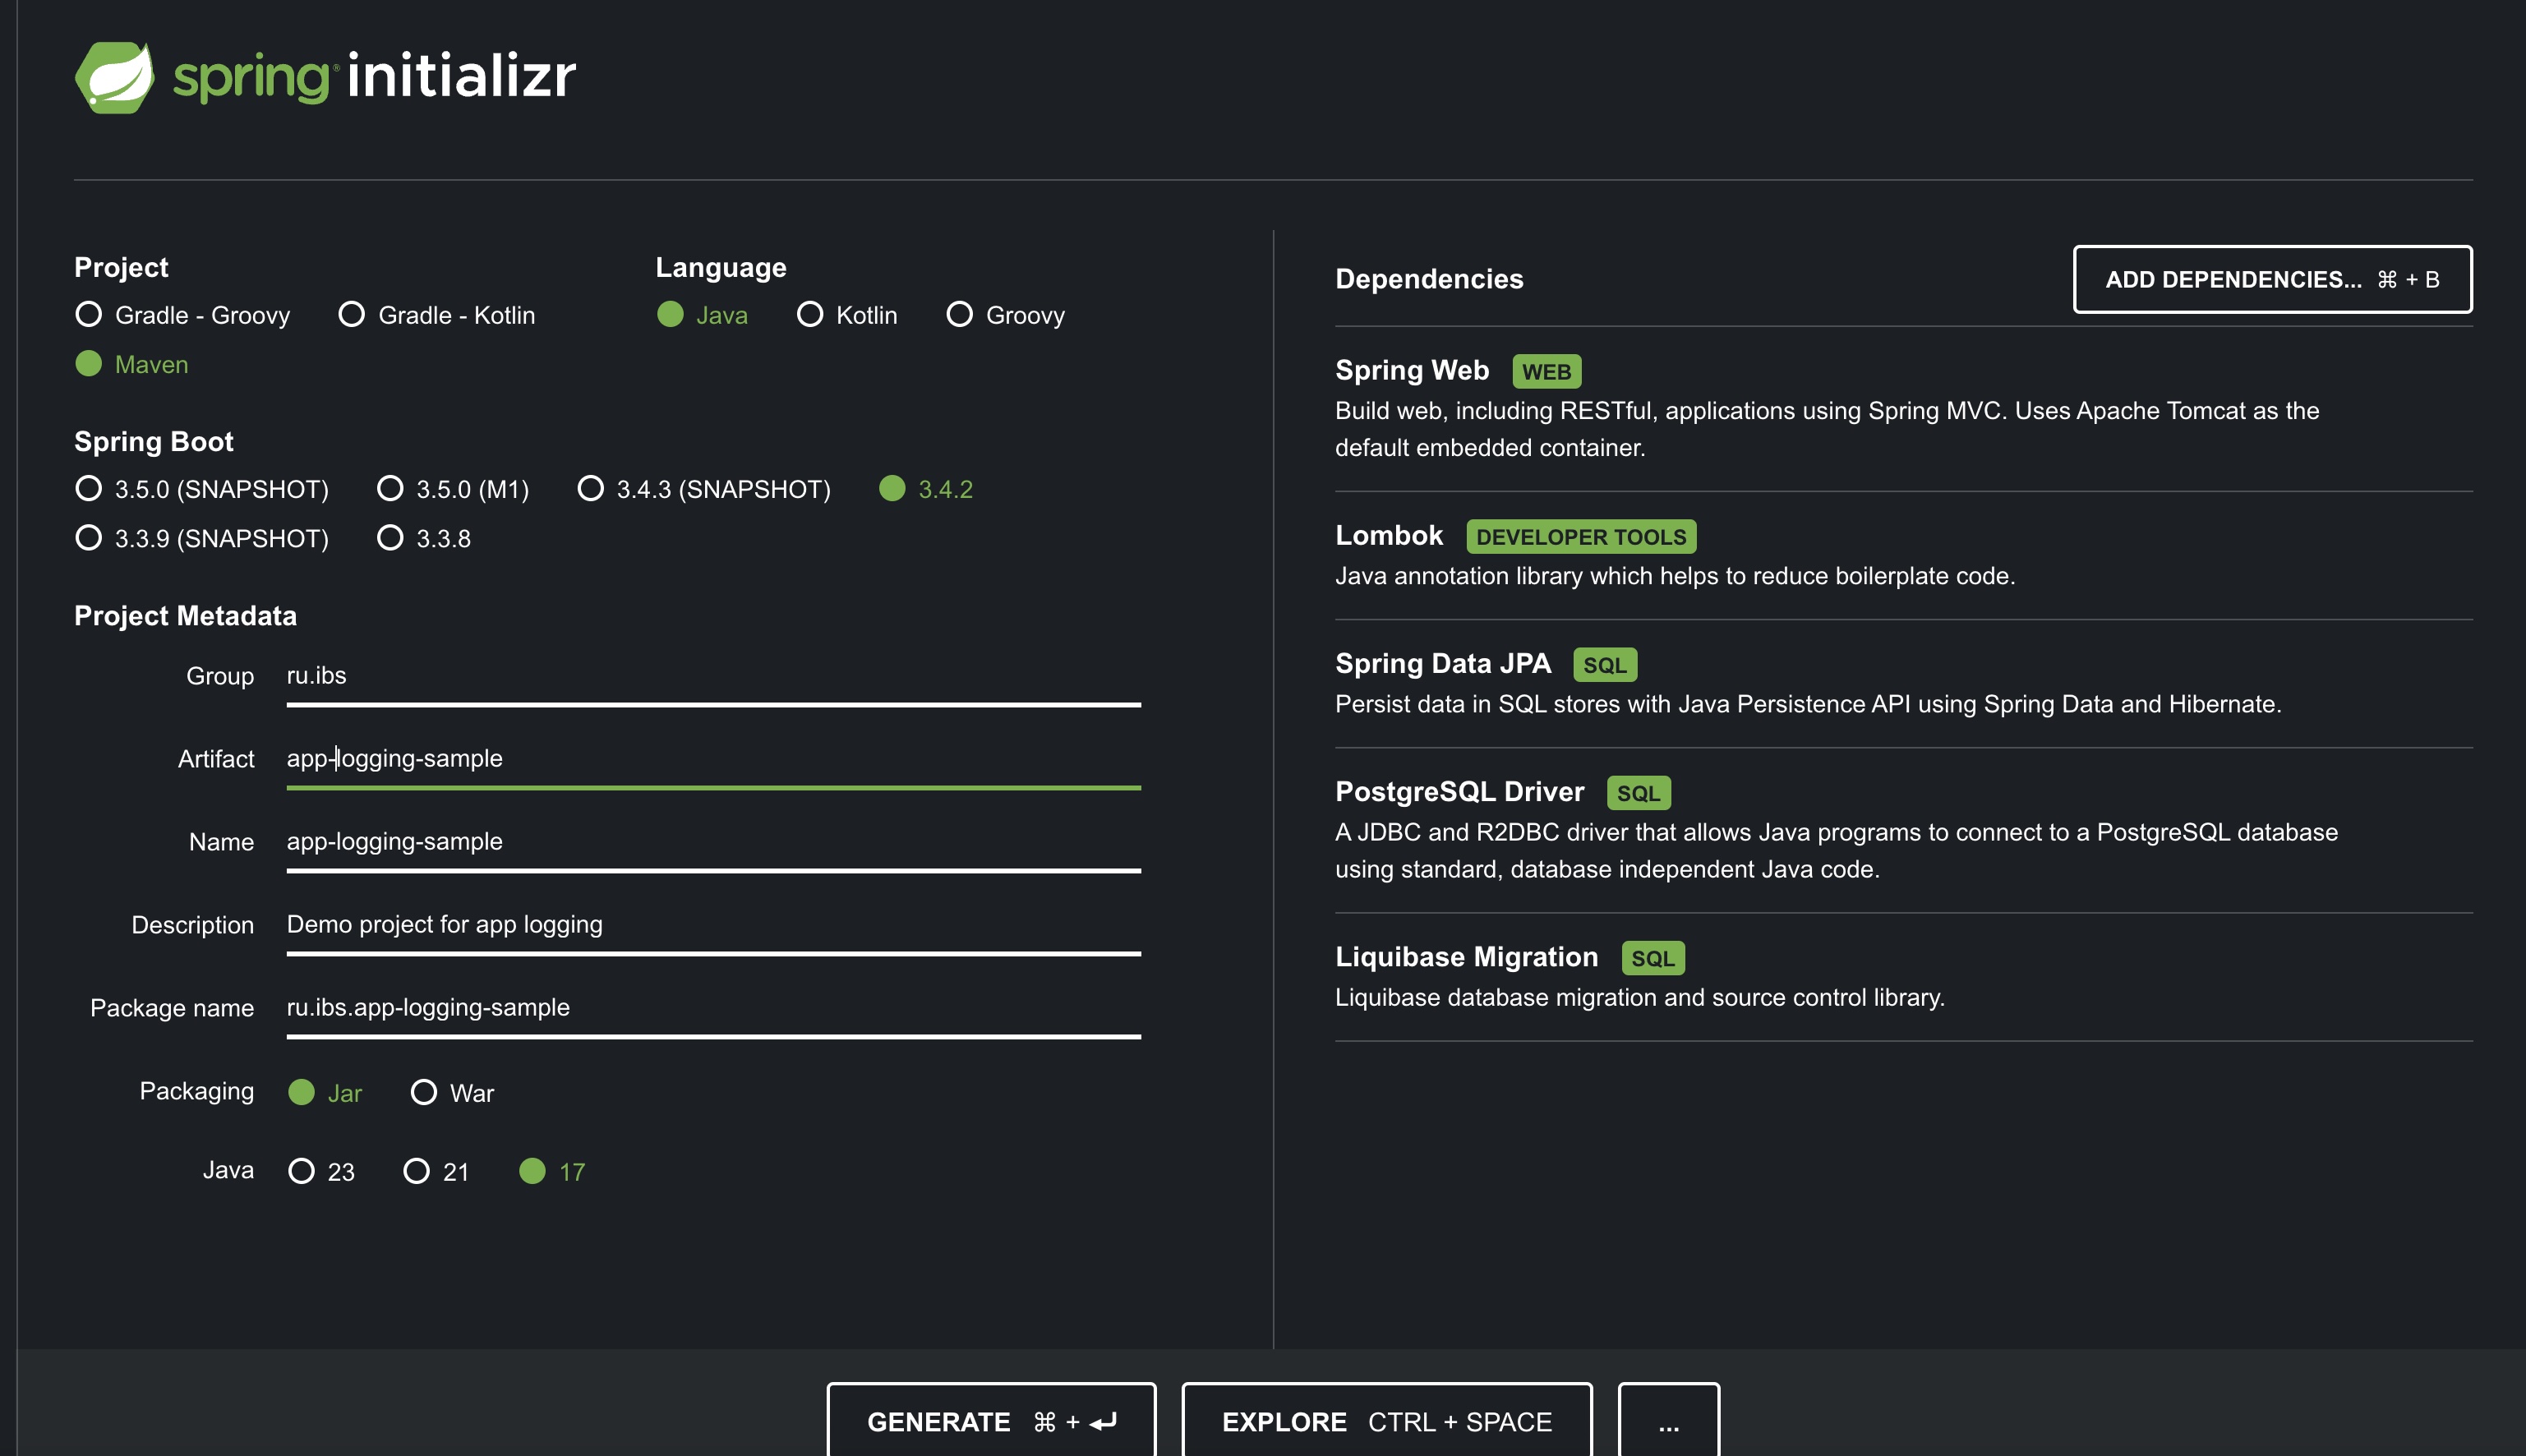 spring initializr
Project
Gradle - Groovy
Gradle - Kotlin
Maven
Language
Java
Kotlin
Groovy
Spring Boot
3.5.0 (SNAPSHOT)
3.5.0 (M1)
3.4.3 (SNAPSHOT)
3.4.2
3.3.9 (SNAPSHOT)
3.3.8
Project Metadata
Group ru.ibs
Artifact app-logging-sample
Name app-logging-sample
Description Demo project for app logging
Package name ru.ibs.app-logging-sample
Packaging Jar War
Java 23 21 17
Dependencies
ADD DEPENDENCIES... ⌘ + B
Spring Web WEB
Build web, including RESTful, applications using Spring MVC. Uses Apache Tomcat as the
default embedded container.
Lombok DEVELOPER TOOLS
Java annotation library which helps to reduce boilerplate code.
Spring Data JPA SQL
Persist data in SQL stores with Java Persistence API using Spring Data and Hibernate.
PostgreSQL Driver SQL
A JDBC and R2DBC driver that allows Java programs to connect to a PostgreSQL database
using standard, database independent Java code.
Liquibase Migration SQL
Liquibase database migration and source control library.
GENERATE ⌘ + ⏎
EXPLORE CTRL + SPACE
...